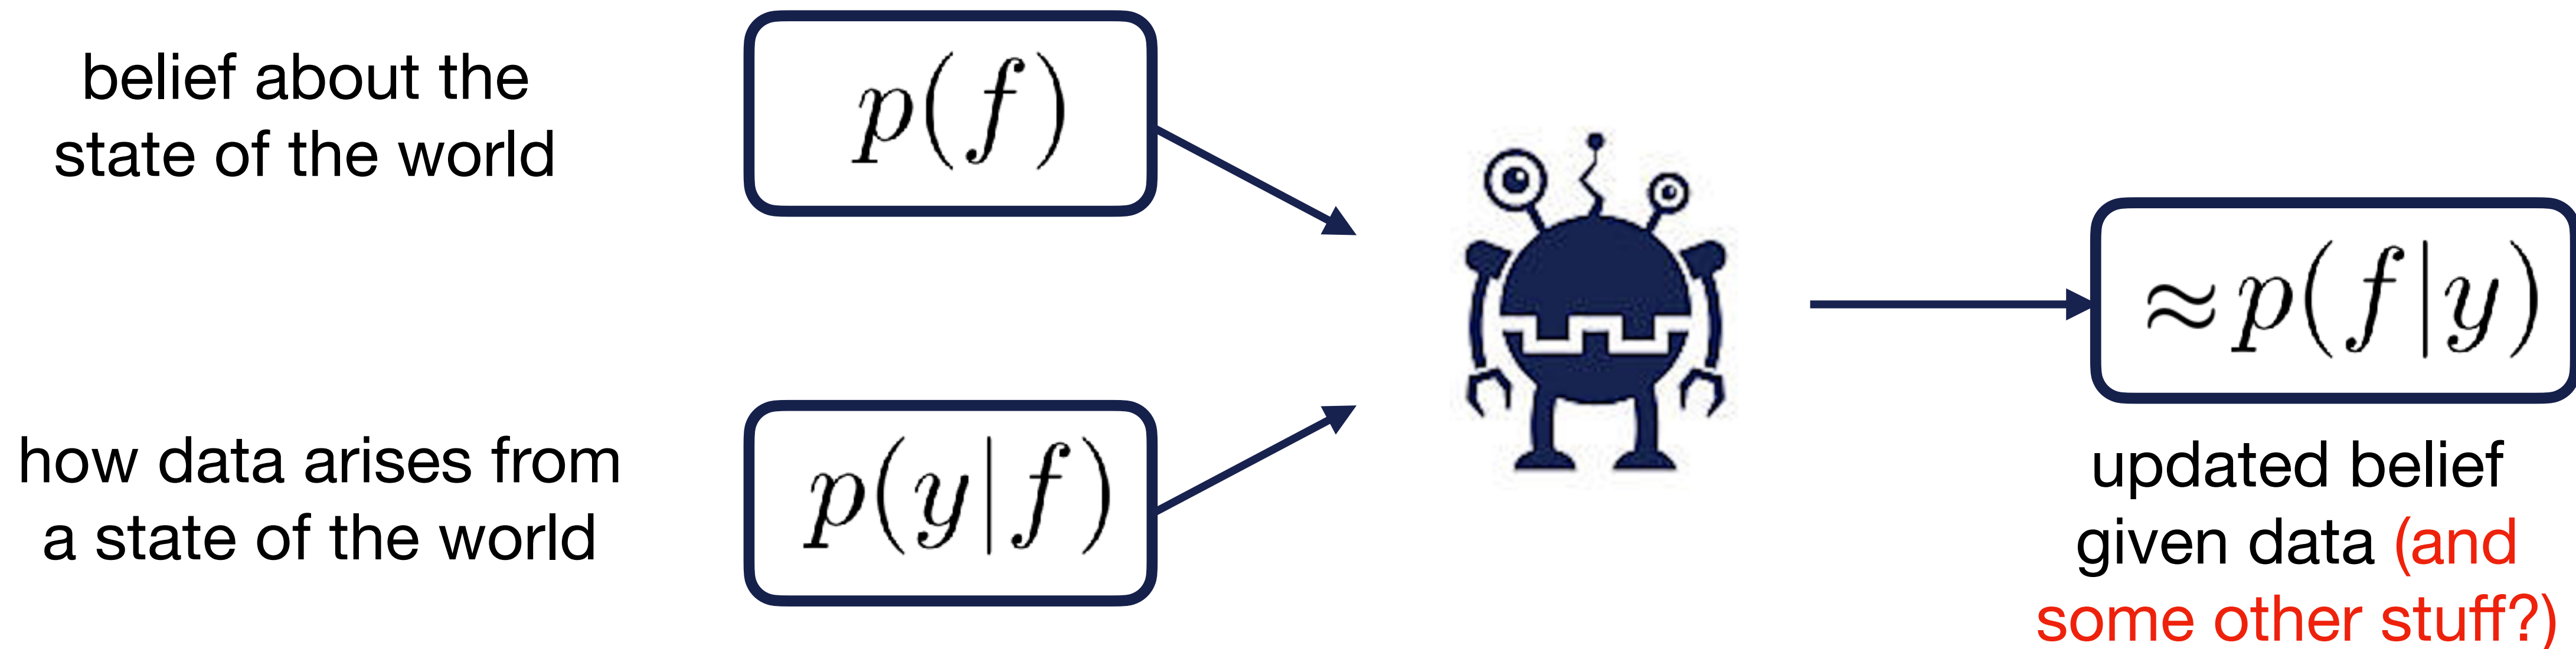 belief about the
state of the world
p(f)
how data arises from
a state of the world
p(y|f)
≈p(f|y)
updated belief
given data (and
some other stuff?)